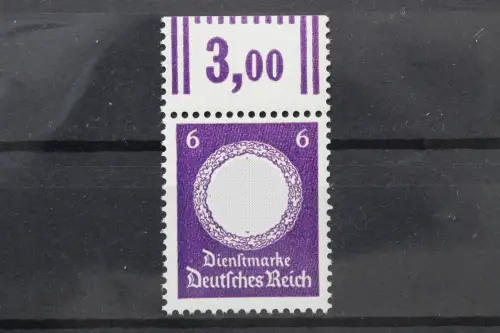 3,00
6 6
Dienstmarke
Deutsches Reich